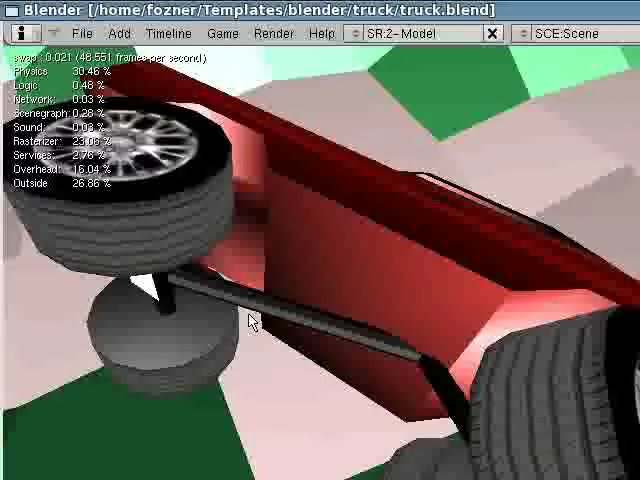 Blender [/home/fozner/Templates/blender/truck/truck.blend]
i File Add Timeline Game Render Help SR:2-Model X SCE:Scene
swap : 0.021 (46.551 frames per second)
Physics 30.46 %
Logic 0.48 %
Network: 0.03 %
Scenegraph: 0.28 %
Sound: 0.03 %
Rasterizer: 23.06 %
Services: 2.76 %
Overhead: 16.04 %
Outside 26.86 %